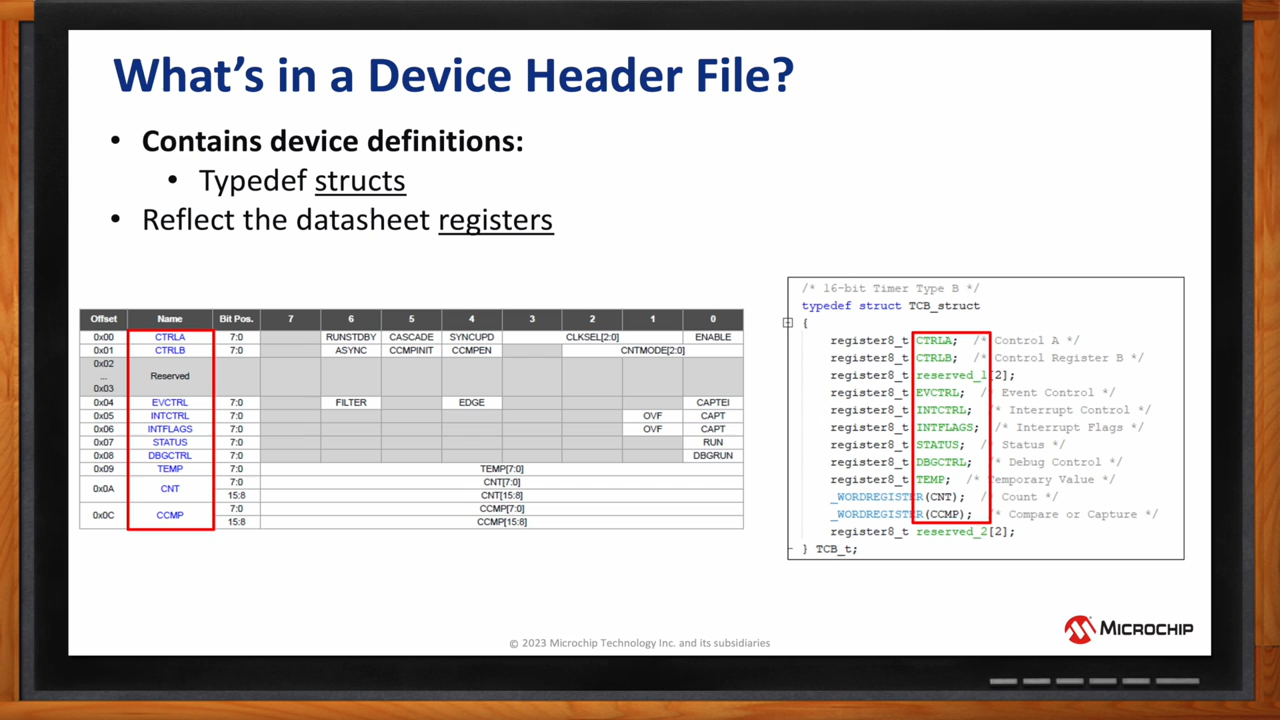 What's in a Device Header File?
• Contains device definitions:
• Typedef structs
• Reflect the datasheet registers
Offset Name Bit Pos. 7 6 5 4 3 2 1 0
0x00 CTRLA 7:0 RUNSTDBY CASCADE SYNCUPD CLKSEL[2:0] ENABLE
0x01 CTRLB 7:0 ASYNC CCMPINIT CCMPEN CNTMODE[2:0]
0x02
... Reserved
0x03
0x04 EVCTRL 7:0 FILTER EDGE CAPTEI
0x05 INTCTRL 7:0 OVF CAPT
0x06 INTFLAGS 7:0 OVF CAPT
0x07 STATUS 7:0 RUN
0x08 DBGCTRL 7:0 DBGRUN
0x09 TEMP 7:0 TEMP[7:0]
0x0A CNT 7:0 CNT[7:0]
15:8 CNT[15:8]
0x0C CCMP 7:0 CCMP[7:0]
15:8 CCMP[15:8]
/* 16-bit Timer Type B */
typedef struct TCB_struct
{
register8_t CTRLA; /* Control A */
register8_t CTRLB; /* Control Register B */
register8_t reserved_1[2];
register8_t EVCTRL; /* Event Control */
register8_t INTCTRL; /* Interrupt Control */
register8_t INTFLAGS; /* Interrupt Flags */
register8_t STATUS; /* Status */
register8_t DBGCTRL; /* Debug Control */
register8_t TEMP; /* Temporary Value */
_WORDREGISTER(CNT); /* Count */
_WORDREGISTER(CCMP); /* Compare or Capture */
register8_t reserved_2[2];
} TCB_t;
MICROCHIP
© 2023 Microchip Technology Inc. and its subsidiaries